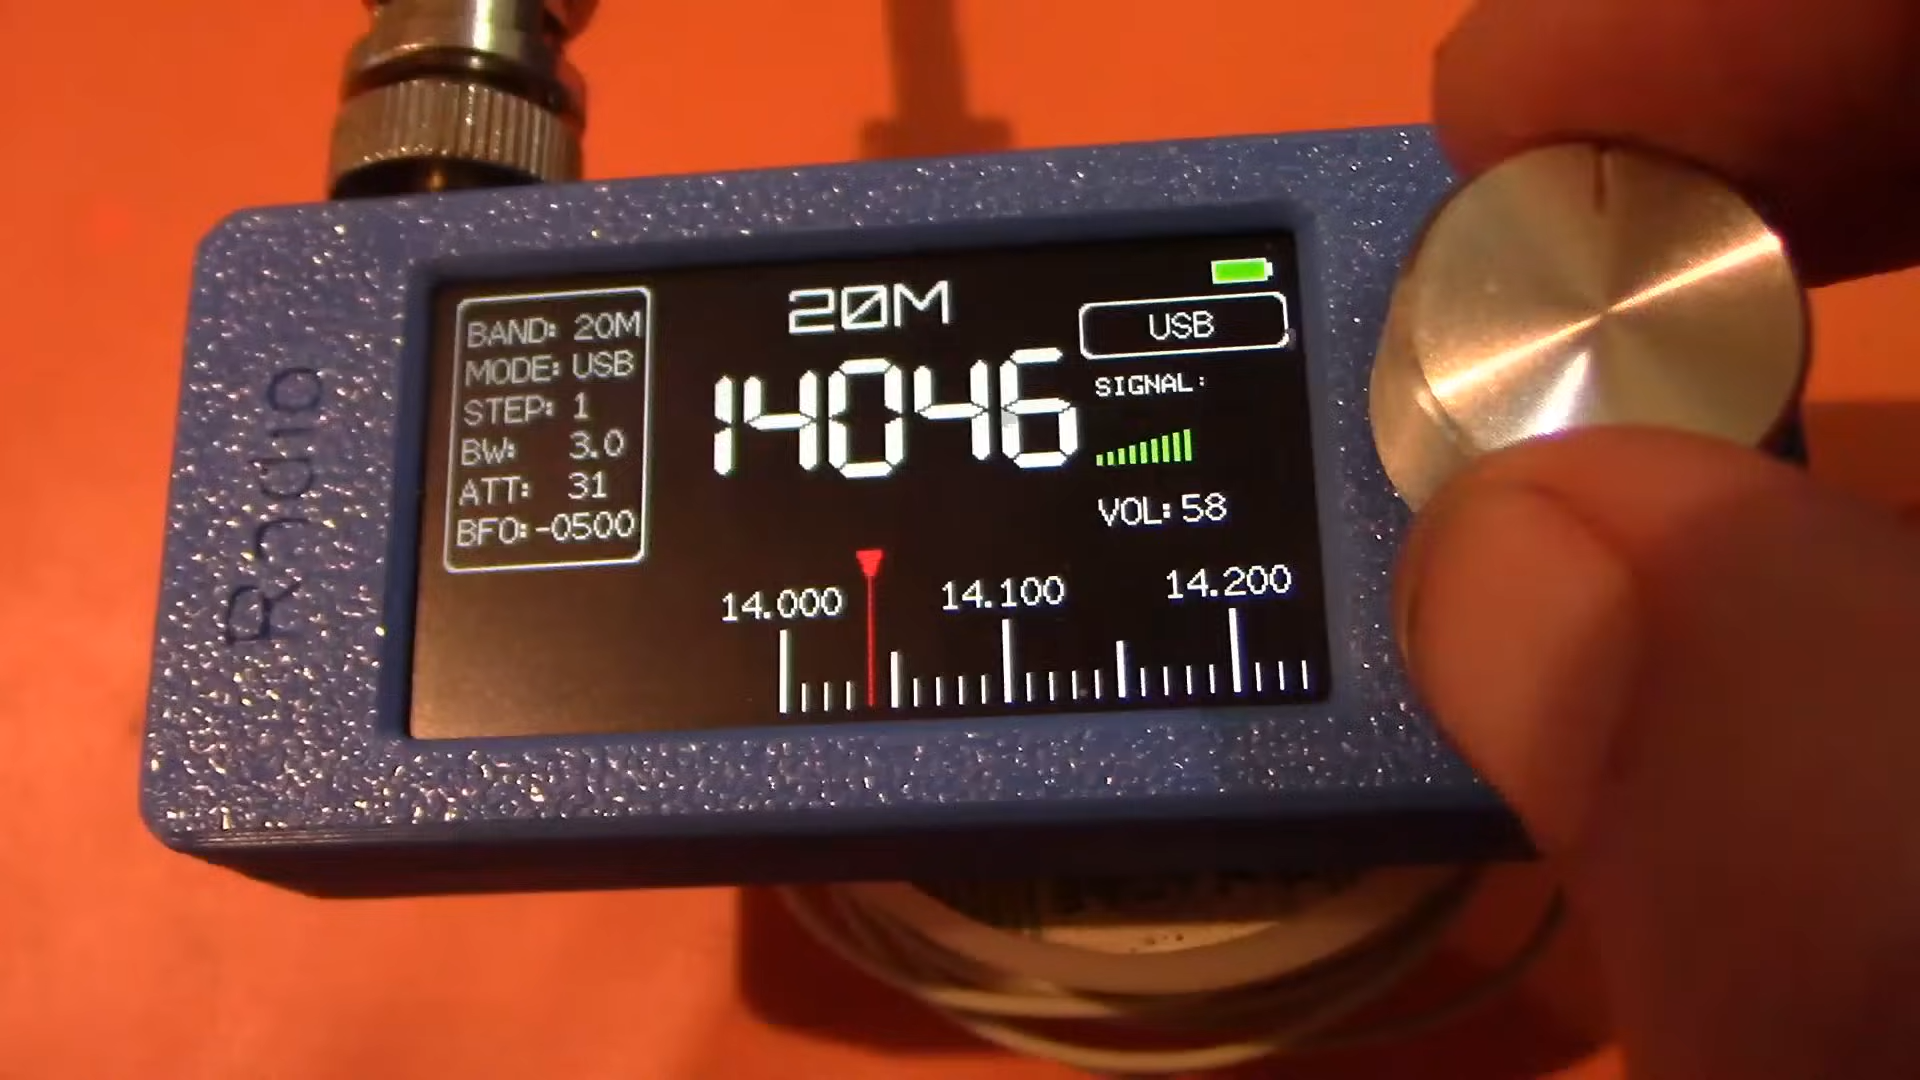 Radio
BAND: 20M
MODE: USB
STEP: 1
BW: 3.0
ATT: 31
BFO: -0500
20M
14046
USB
SIGNAL:
VOL: 58
14.000 14.100 14.200